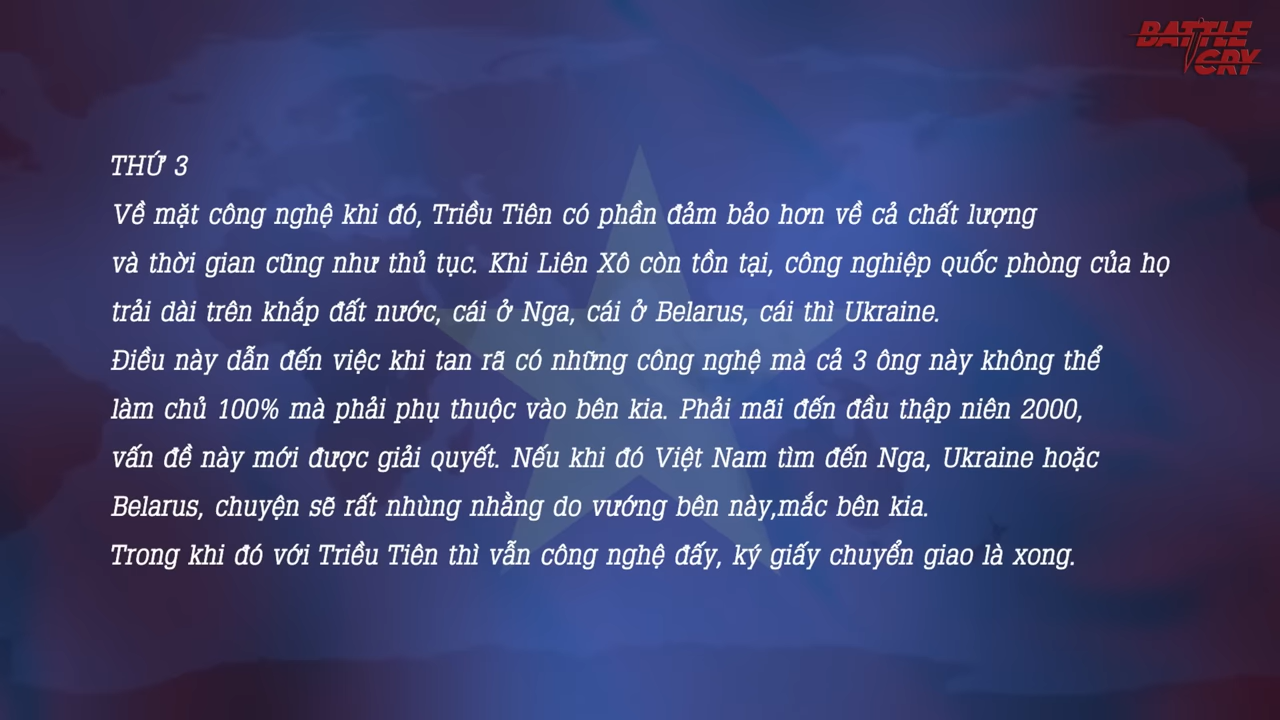 BATTLE
CRY
THỨ 3
Về mặt công nghệ khi đó, Triều Tiên có phần đảm bảo hơn về cả chất lượng
và thời gian cũng như thủ tục. Khi Liên Xô còn tồn tại, công nghiệp quốc phòng của họ
trải dài trên khắp đất nước, cái ở Nga, cái ở Belarus, cái thì Ukraine.
Điều này dẫn đến việc khi tan rã có những công nghệ mà cả 3 ông này không thể
làm chủ 100% mà phải phụ thuộc vào bên kia. Phải mãi đến đầu thập niên 2000,
vấn đề này mới được giải quyết. Nếu khi đó Việt Nam tìm đến Nga, Ukraine hoặc
Belarus, chuyện sẽ rất nhùng nhằng do vướng bên này,mắc bên kia.
Trong khi đó với Triều Tiên thì vẫn công nghệ đấy, ký giấy chuyển giao là xong.